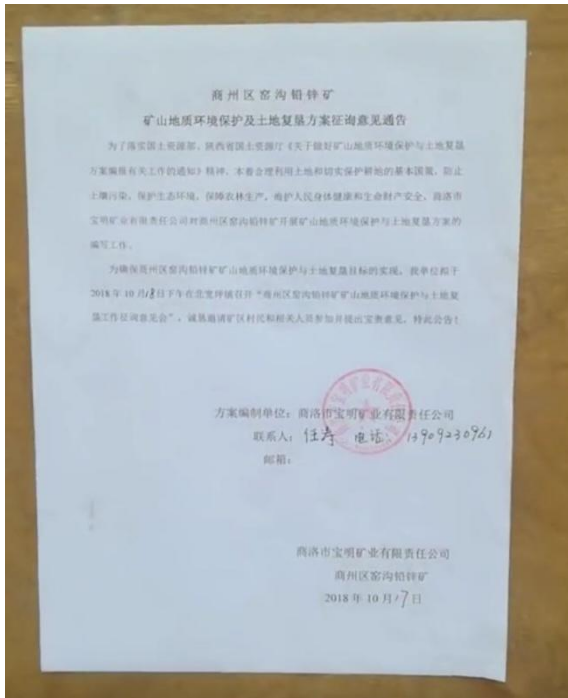 商州区窑沟铅锌矿
矿山地质环境保护及土地复垦方案征询意见通告
为了落实国土资源部、陕西省国土资源厅《关于做好矿山地质环境保护与土地复垦
方案编报有关工作的通知》精神，本着合理利用土地和切实保护耕地的基本国策，防止
土壤污染，保护生态环境，保障农林生产，维护人民身体健康和生命财产安全，商洛市
宝明矿业有限责任公司对商州区窑沟铅锌矿开展矿山地质环境保护与土地复垦方案的
编写工作。
为确保商州区窑沟铅锌矿矿山地质环境保护与土地复垦目标的实现，我单位拟于
2018年10月18日下午在北宽坪镇召开“商州区窑沟铅锌矿矿山地质环境保护与土地复
垦工作征询意见会”，诚恳邀请矿区村民和相关人员参加并提出宝贵意见，特此公告！
方案编制单位：商洛市宝明矿业有限责任公司
联系人：任涛 电话：13909230961
邮箱：
商洛市宝明矿业有限责任公司
商州区窑沟铅锌矿
2018年10月17日